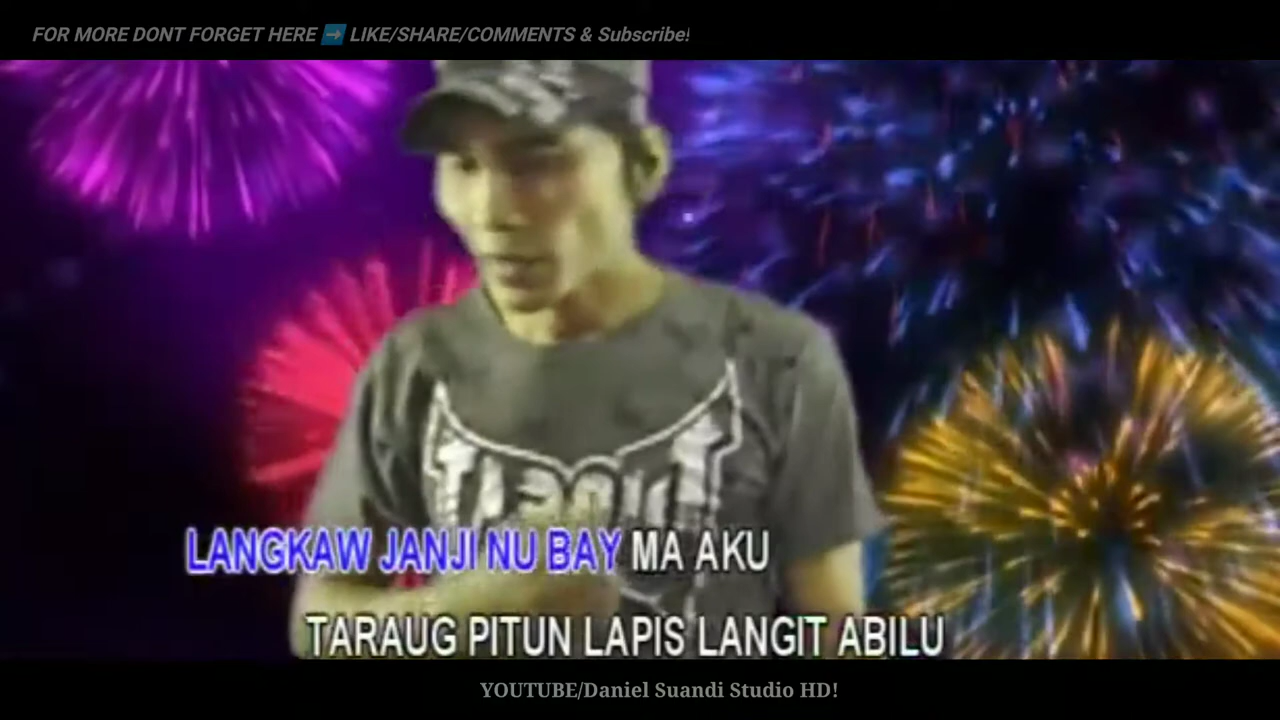 FOR MORE DONT FORGET HERE ➡ LIKE/SHARE/COMMENTS & Subscribe!
LANGKAW JANJI NU BAY MA AKU
TARAUG PITUN LAPIS LANGIT ABILU
YOUTUBE/Daniel Suandi Studio HD!